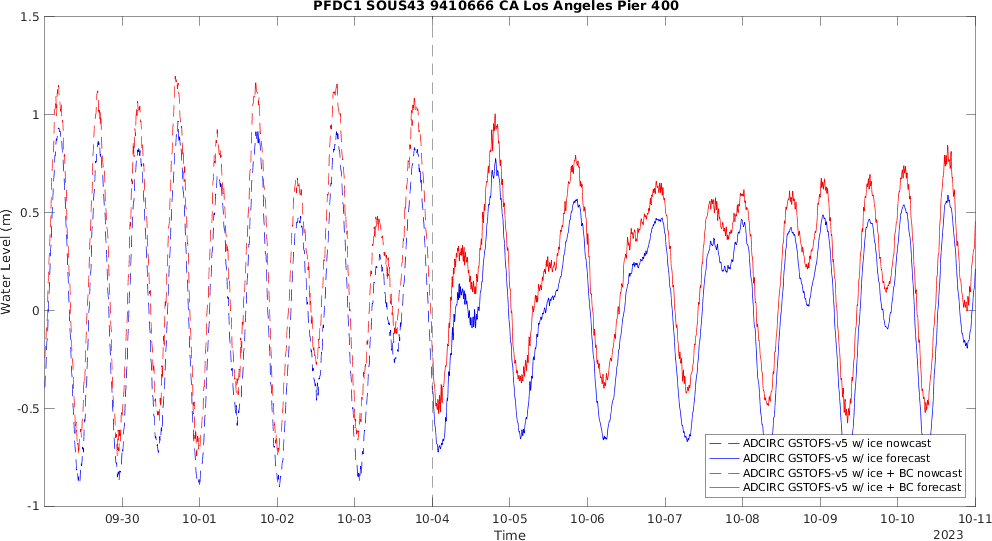 PFDC1 SOUS43 9410666 CA Los Angeles Pier 400
1.5
1
0.5
0
-0.5
-1
Water Level (m)
ADCIRC GSTOFS-v5 w/ ice nowcast
ADCIRC GSTOFS-v5 w/ ice forecast
ADCIRC GSTOFS-v5 w/ ice + BC nowcast
ADCIRC GSTOFS-v5 w/ ice + BC forecast
09-30 10-01 10-02 10-03 10-04 10-05 10-06 10-07 10-08 10-09 10-10 10-11
Time
2023